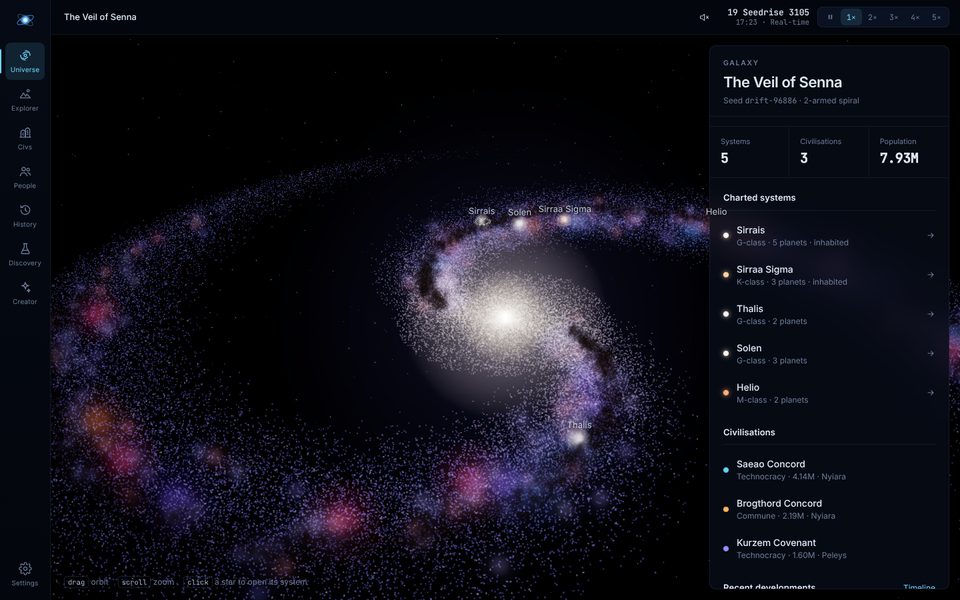 The Veil of Senna
19 Seedrise 3105
17:23 · Real-time
1× 2× 3× 4× 5×
Universe
Explorer
Civs
People
History
Discovery
Creator
Settings
Sirrais
Solen
Sirraa Sigma
Helio
Thalis
drag orbit scroll zoom click a star to open its system
GALAXY
The Veil of Senna
Seed drift-96886 · 2-armed spiral
Systems
5
Civilisations
3
Population
7.93M
Charted systems
Sirrais
G-class · 5 planets · inhabited
Sirraa Sigma
K-class · 3 planets · inhabited
Thalis
G-class · 2 planets
Solen
G-class · 3 planets
Helio
M-class · 2 planets
Civilisations
Saeao Concord
Technocracy · 4.14M · Nyiara
Brogthord Concord
Commune · 2.19M · Nyiara
Kurzem Covenant
Technocracy · 1.60M · Peleys
Recent developments
Timeline